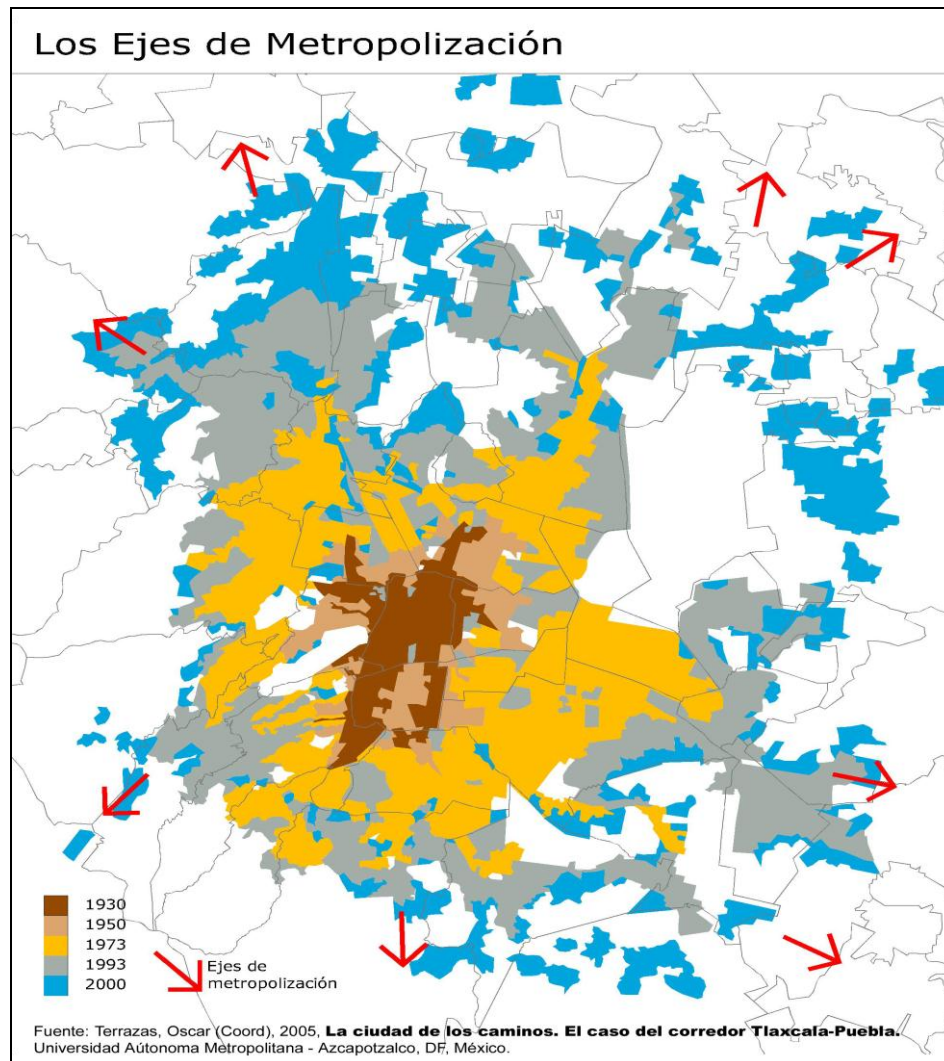 Los Ejes de Metropolización
1930
1950
1973
1993
2000
Ejes de
metropolización
Fuente: Terrazas, Oscar (Coord), 2005, La ciudad de los caminos. El caso del corredor Tlaxcala-Puebla.
Universidad Aútonoma Metropolitana - Azcapotzalco, DF, México.